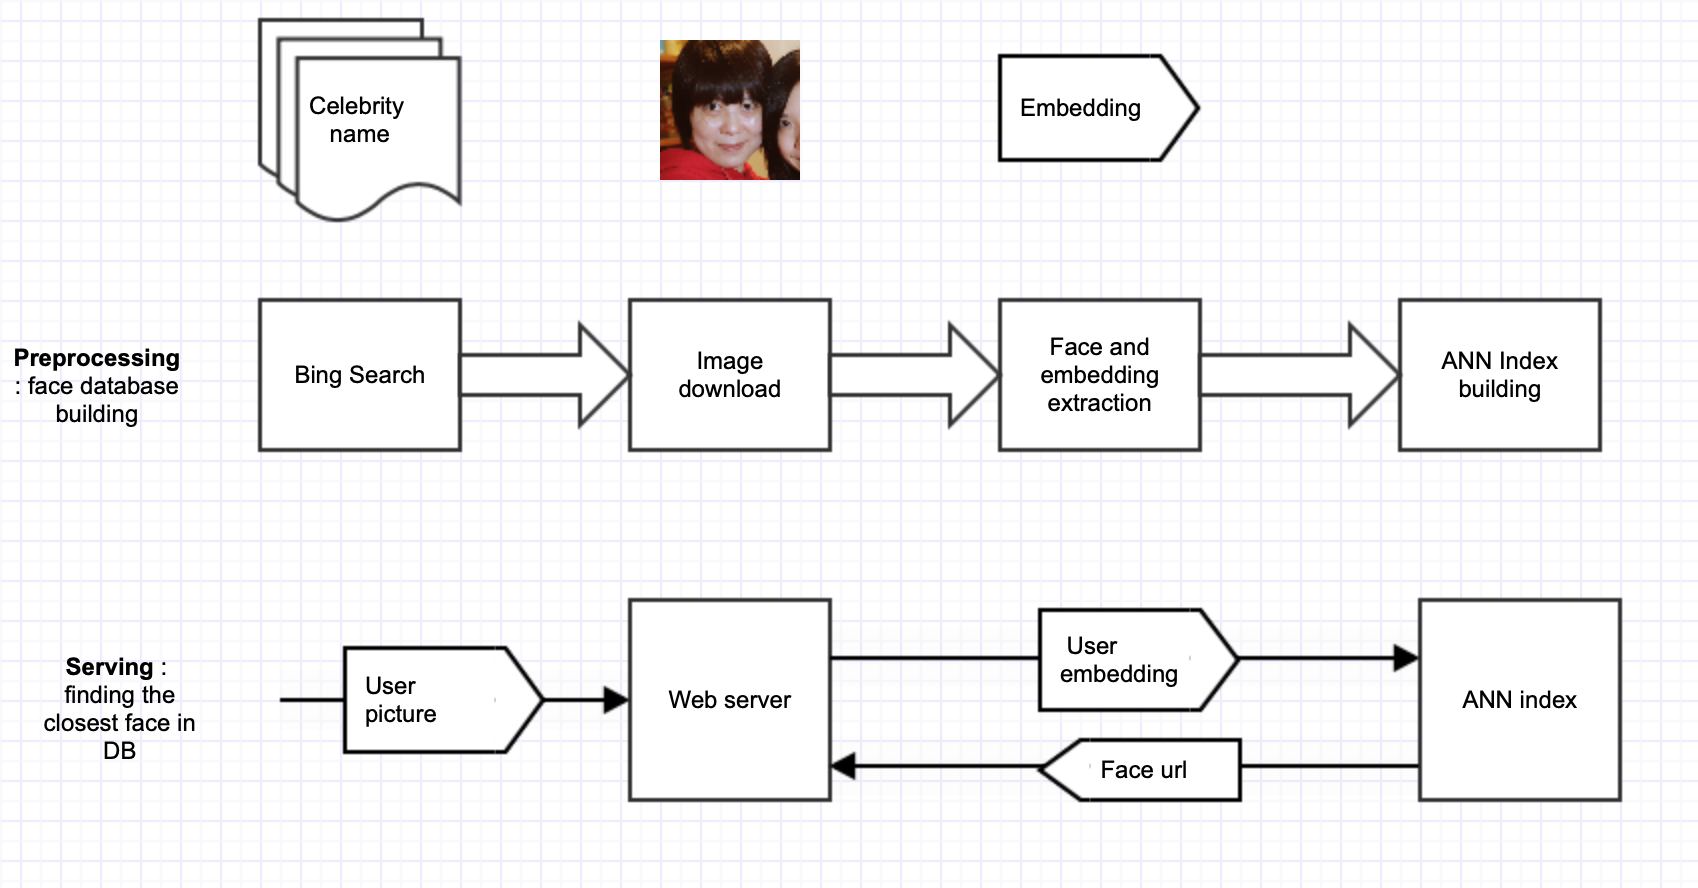 Celebrity
name
Embedding
Preprocessing
: face database
building
Bing Search
Image
download
Face and
embedding
extraction
ANN Index
building
Serving :
finding the
closest face in
DB
User
picture
Web server
User
embedding
Face url
ANN index